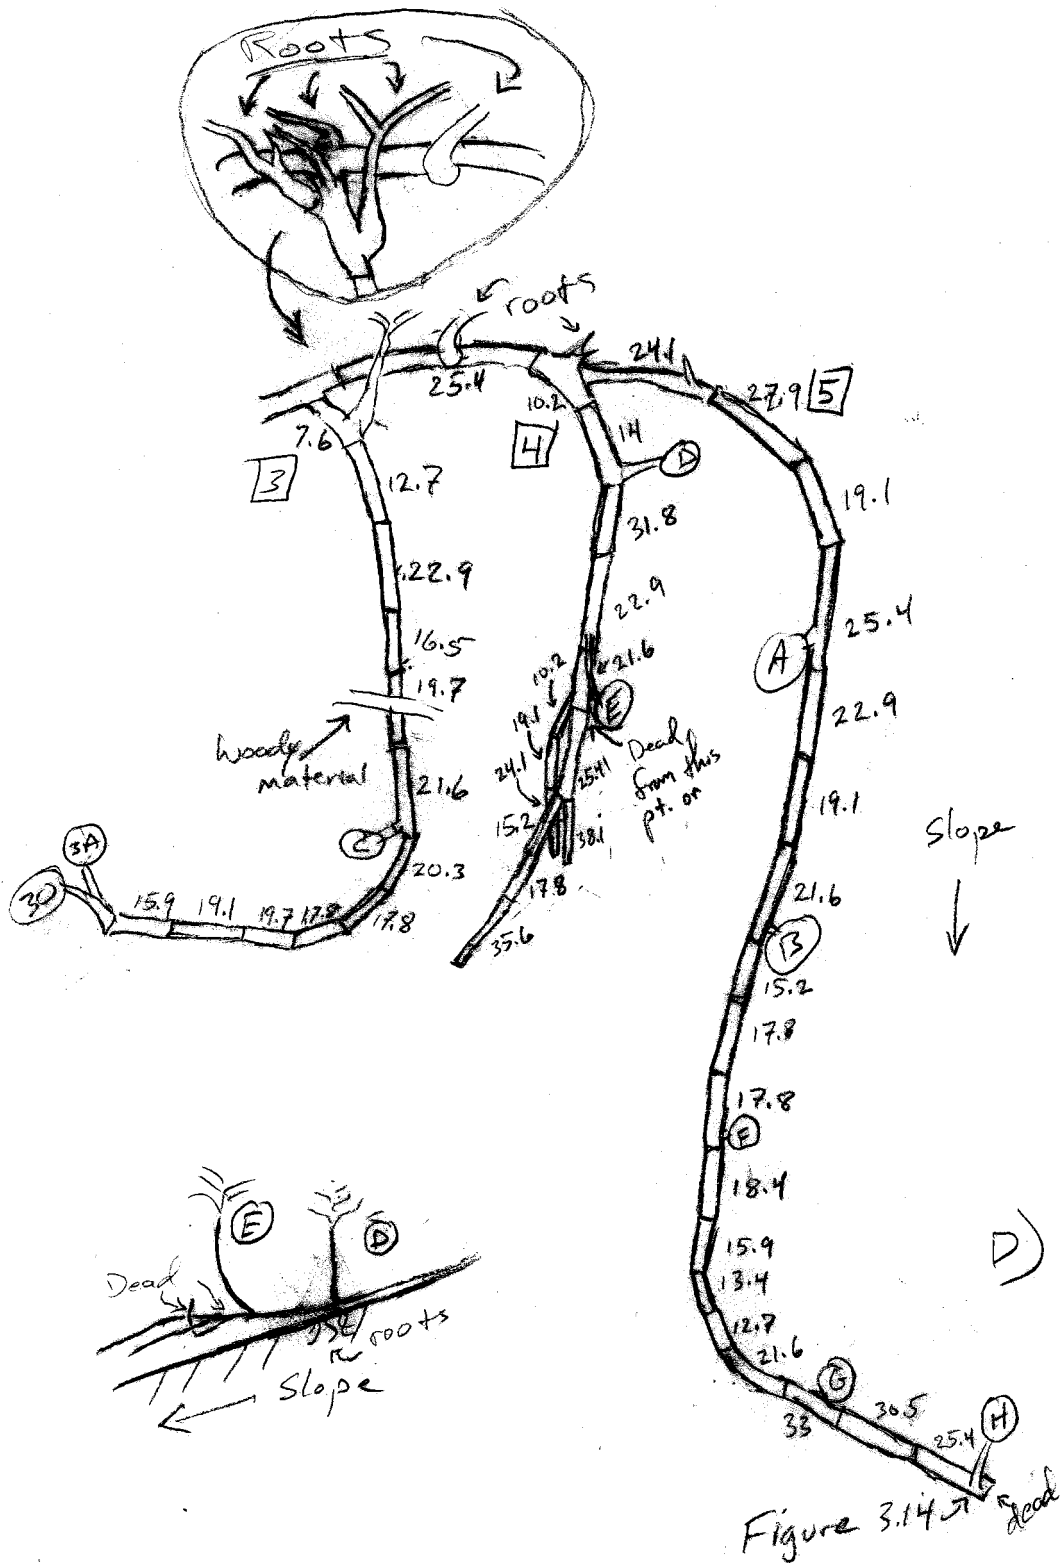 Roots
roots
24.1
25.4
27.9
5
10.2
7.6
4
14
3
D
12.7
19.1
31.8
22.9
22.9
25.4
16.5
10.2
21.6
A
19.7
19.1
E
22.9
Woody
material
24.1
Dead
from this
pt. on
25.4
21.6
15.2
38.1
19.1
Slope
C
3A
20.3
17.8
21.6
30
15.9
19.1
19.7
17.8
17.8
35.6
B
15.2
17.8
17.8
F
18.4
E
D
15.9
D)
Dead
13.4
roots
12.7
Slope
21.6
G
33
30.5
25.4
H
Figure 3.14
dead